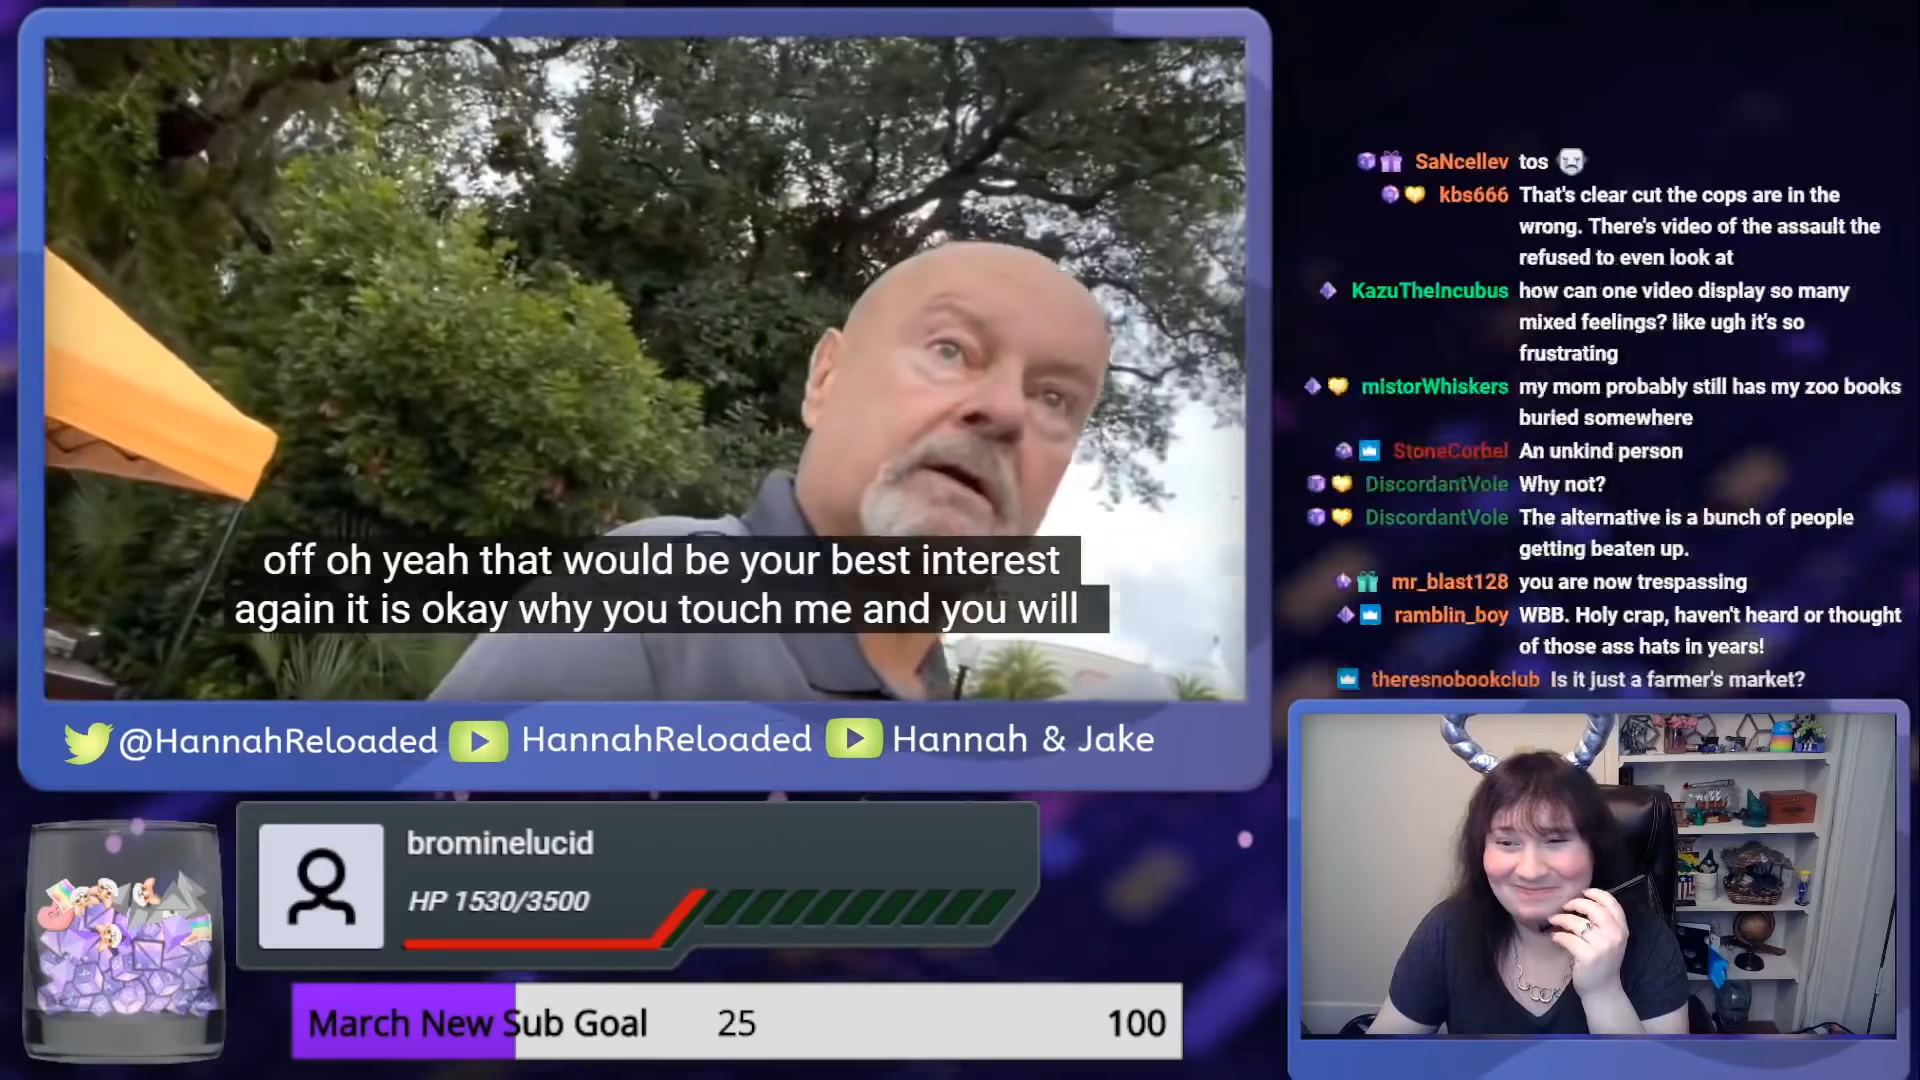 off oh yeah that would be your best interest
again it is okay why you touch me and you will
@HannahReloaded HannahReloaded Hannah & Jake
brominelucid
HP 1530/3500
March New Sub Goal 25 100
SaNcellev tos
kbs666 That's clear cut the cops are in the
wrong. There's video of the assault the
refused to even look at
KazuTheIncubus how can one video display so many
mixed feelings? like ugh it's so
frustrating
mistorWhiskers my mom probably still has my zoo books
buried somewhere
StoneCorbel An unkind person
DiscordantVole Why not?
DiscordantVole The alternative is a bunch of people
getting beaten up.
mr_blast128 you are now trespassing
ramblin_boy WBB. Holy crap, haven't heard or thought
of those ass hats in years!
theresnobookclub Is it just a farmer's market?